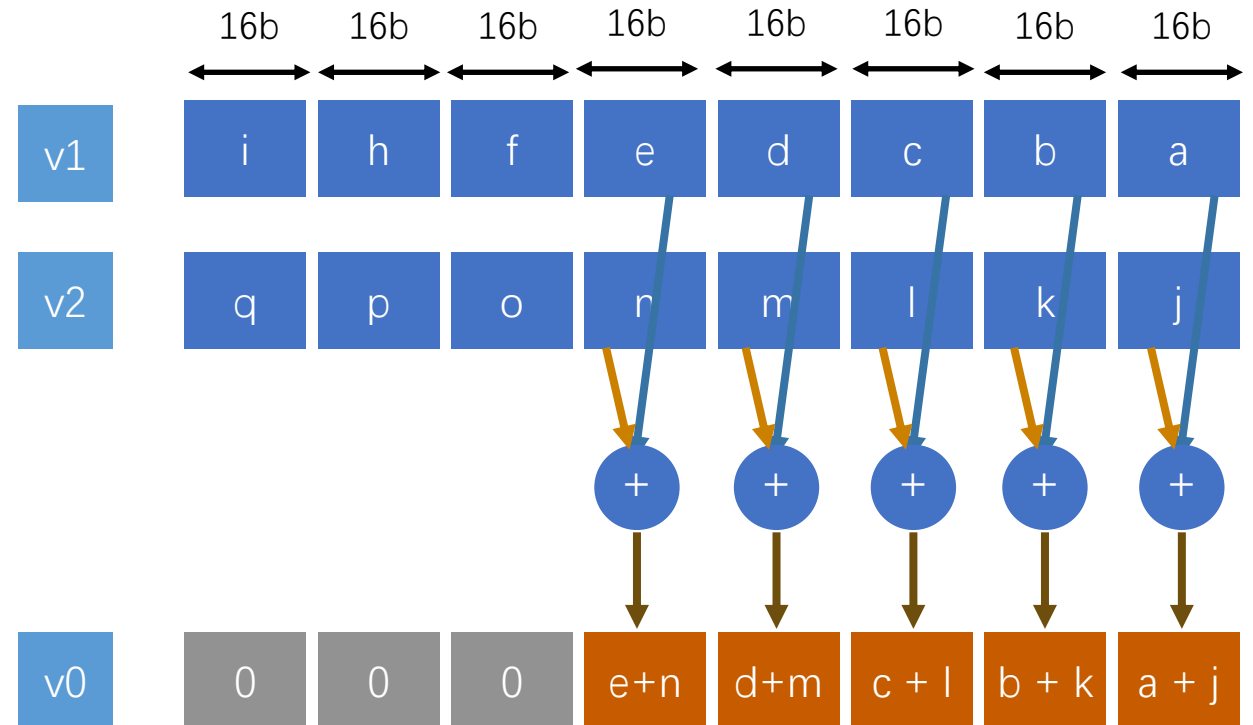 16b 16b 16b 16b 16b 16b 16b 16b
v1 i h f e d c b a
v2 q p o n m l k j
+ + + + +
v0 0 0 0 e+n d+m c + l b + k a + j